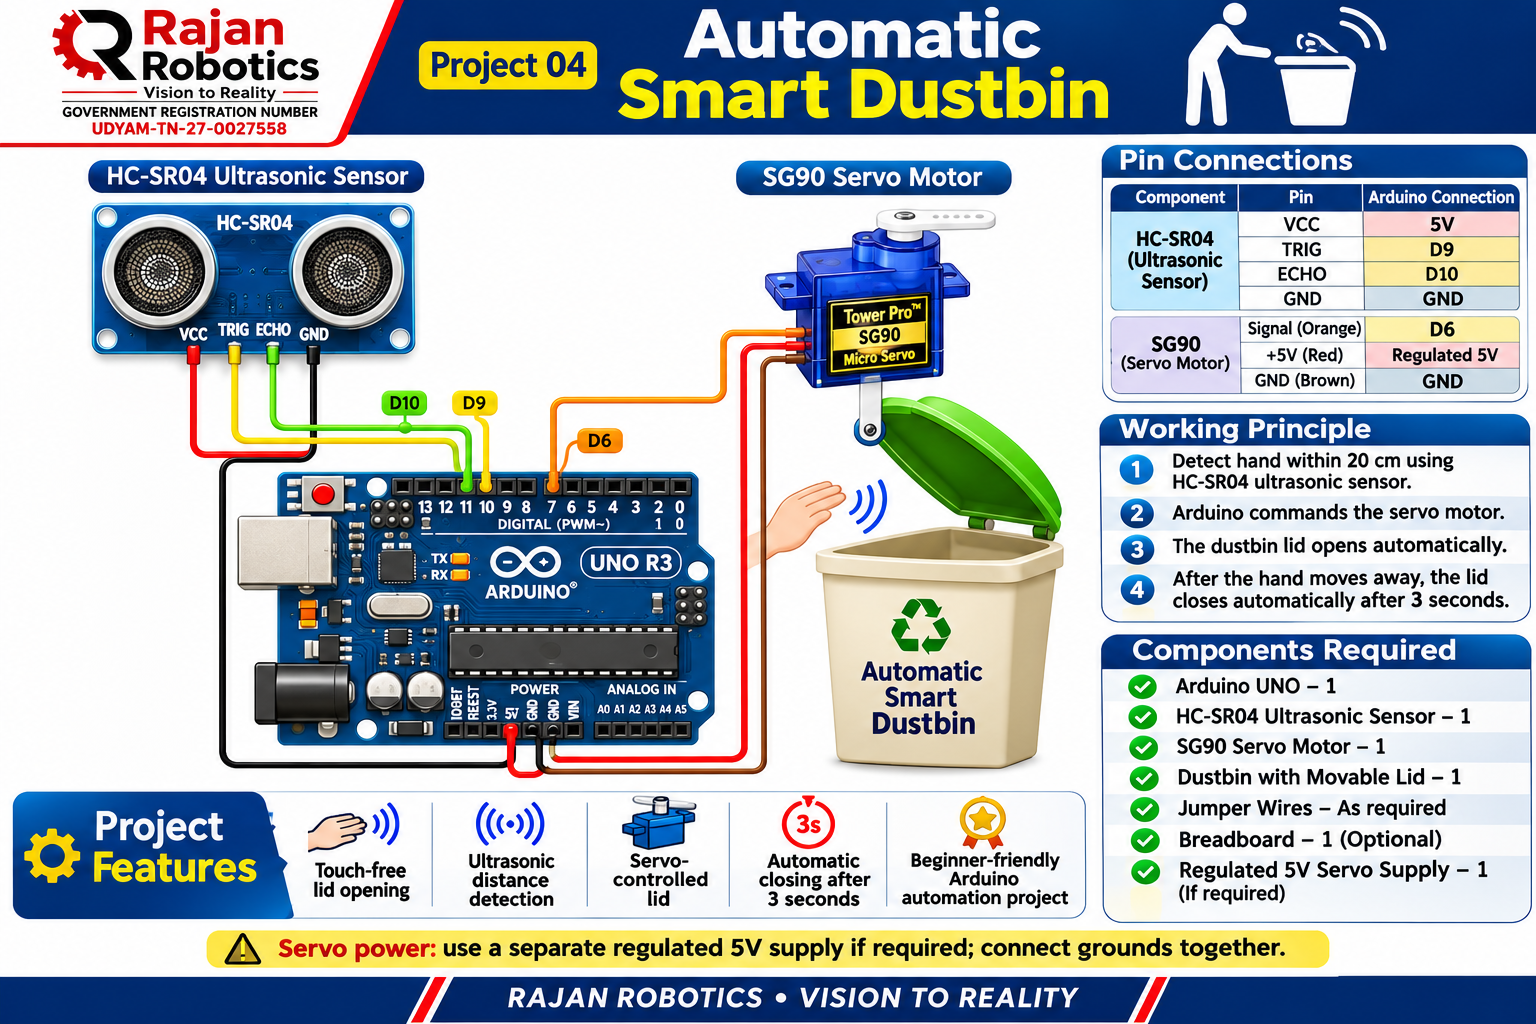 Rajan
Robotics
Vision to Reality
GOVERNMENT REGISTRATION NUMBER
UDYAM-TN-27-0027558
Project 04
Automatic
Smart Dustbin
HC-SR04 Ultrasonic Sensor
HC-SR04
VCC TRIG ECHO GND
SG90 Servo Motor
Tower Pro™
SG90
Micro Servo
D10
D9
D6
13 12 11 10 9 8 7 6 5 4 3 2 0
DIGITAL (PWM~) 1 0
TX
RX
ARDUINO®
UNO R3
POWER
ANALOG IN
REEST 3.3V 5V GND GND VIN
A0 A1 A2 A3 A4 A5
Automatic
Smart
Dustbin
Pin Connections
Component Pin Arduino Connection
HC-SR04
(Ultrasonic
Sensor)
VCC 5V
TRIG D9
ECHO D10
GND GND
SG90
(Servo Motor)
Signal (Orange) D6
+5V (Red) Regulated 5V
GND (Brown) GND
Working Principle
1 Detect hand within 20 cm using
HC-SR04 ultrasonic sensor.
2 Arduino commands the servo motor.
3 The dustbin lid opens automatically.
4 After the hand moves away, the lid
closes automatically after 3 seconds.
Components Required
Arduino UNO – 1
HC-SR04 Ultrasonic Sensor – 1
SG90 Servo Motor – 1
Dustbin with Movable Lid – 1
Jumper Wires – As required
Breadboard – 1 (Optional)
Regulated 5V Servo Supply – 1
(If required)
Project
Features
Touch-free
lid opening
Ultrasonic
distance
detection
Servo-
controlled
lid
3s
Automatic
closing after
3 seconds
Beginner-friendly
Arduino
automation project
Servo power: use a separate regulated 5V supply if required; connect grounds together.
RAJAN ROBOTICS • VISION TO REALITY